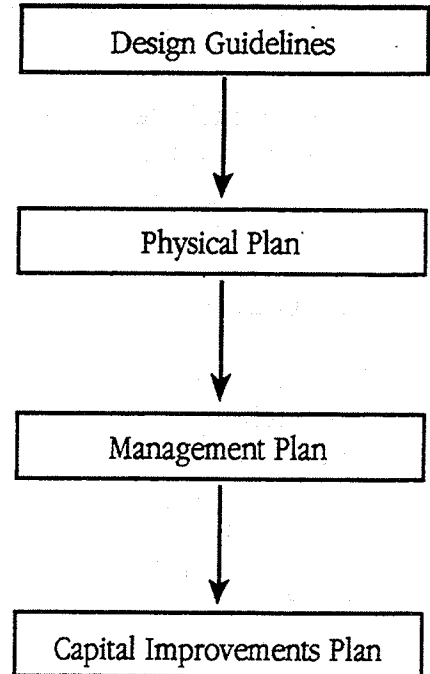 Design Guidelines
Physical Plan
Management Plan
Capital Improvements Plan